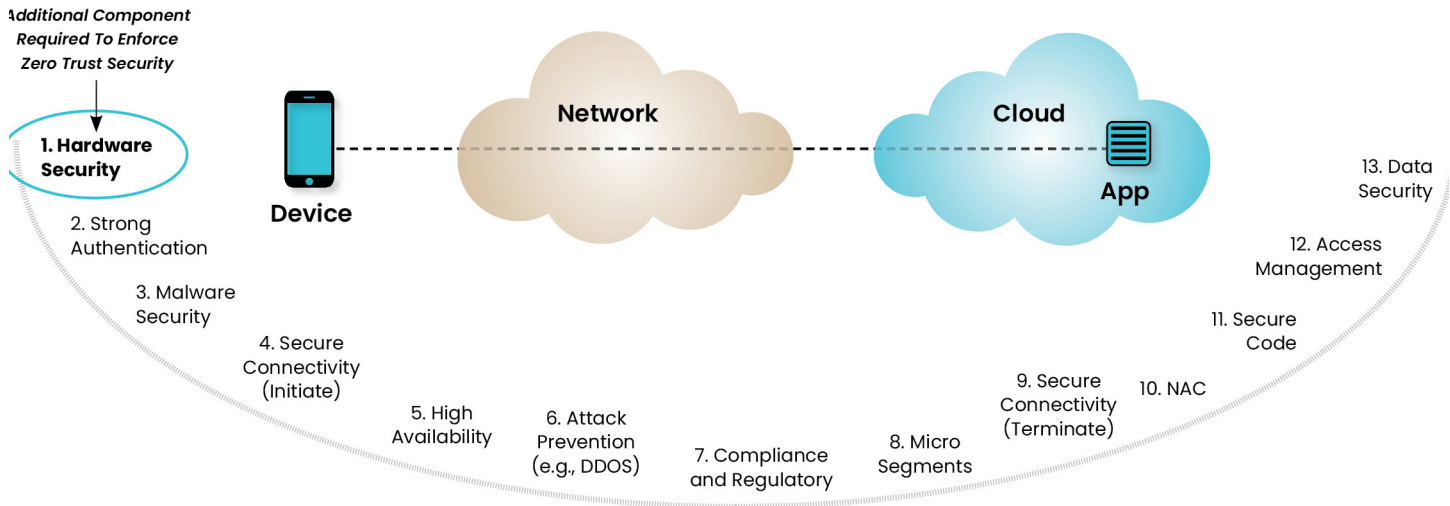 Additional Component
Required To Enforce
Zero Trust Security
1. Hardware
Security
Device
Network
Cloud
App
2. Strong
Authentication
3. Malware
Security
4. Secure
Connectivity
(Initiate)
5. High
Availability
6. Attack
Prevention
(e.g., DDOS)
7. Compliance
and Regulatory
8. Micro
Segments
9. Secure
Connectivity
(Terminate)
10. NAC
11. Secure
Code
12. Access
Management
13. Data
Security